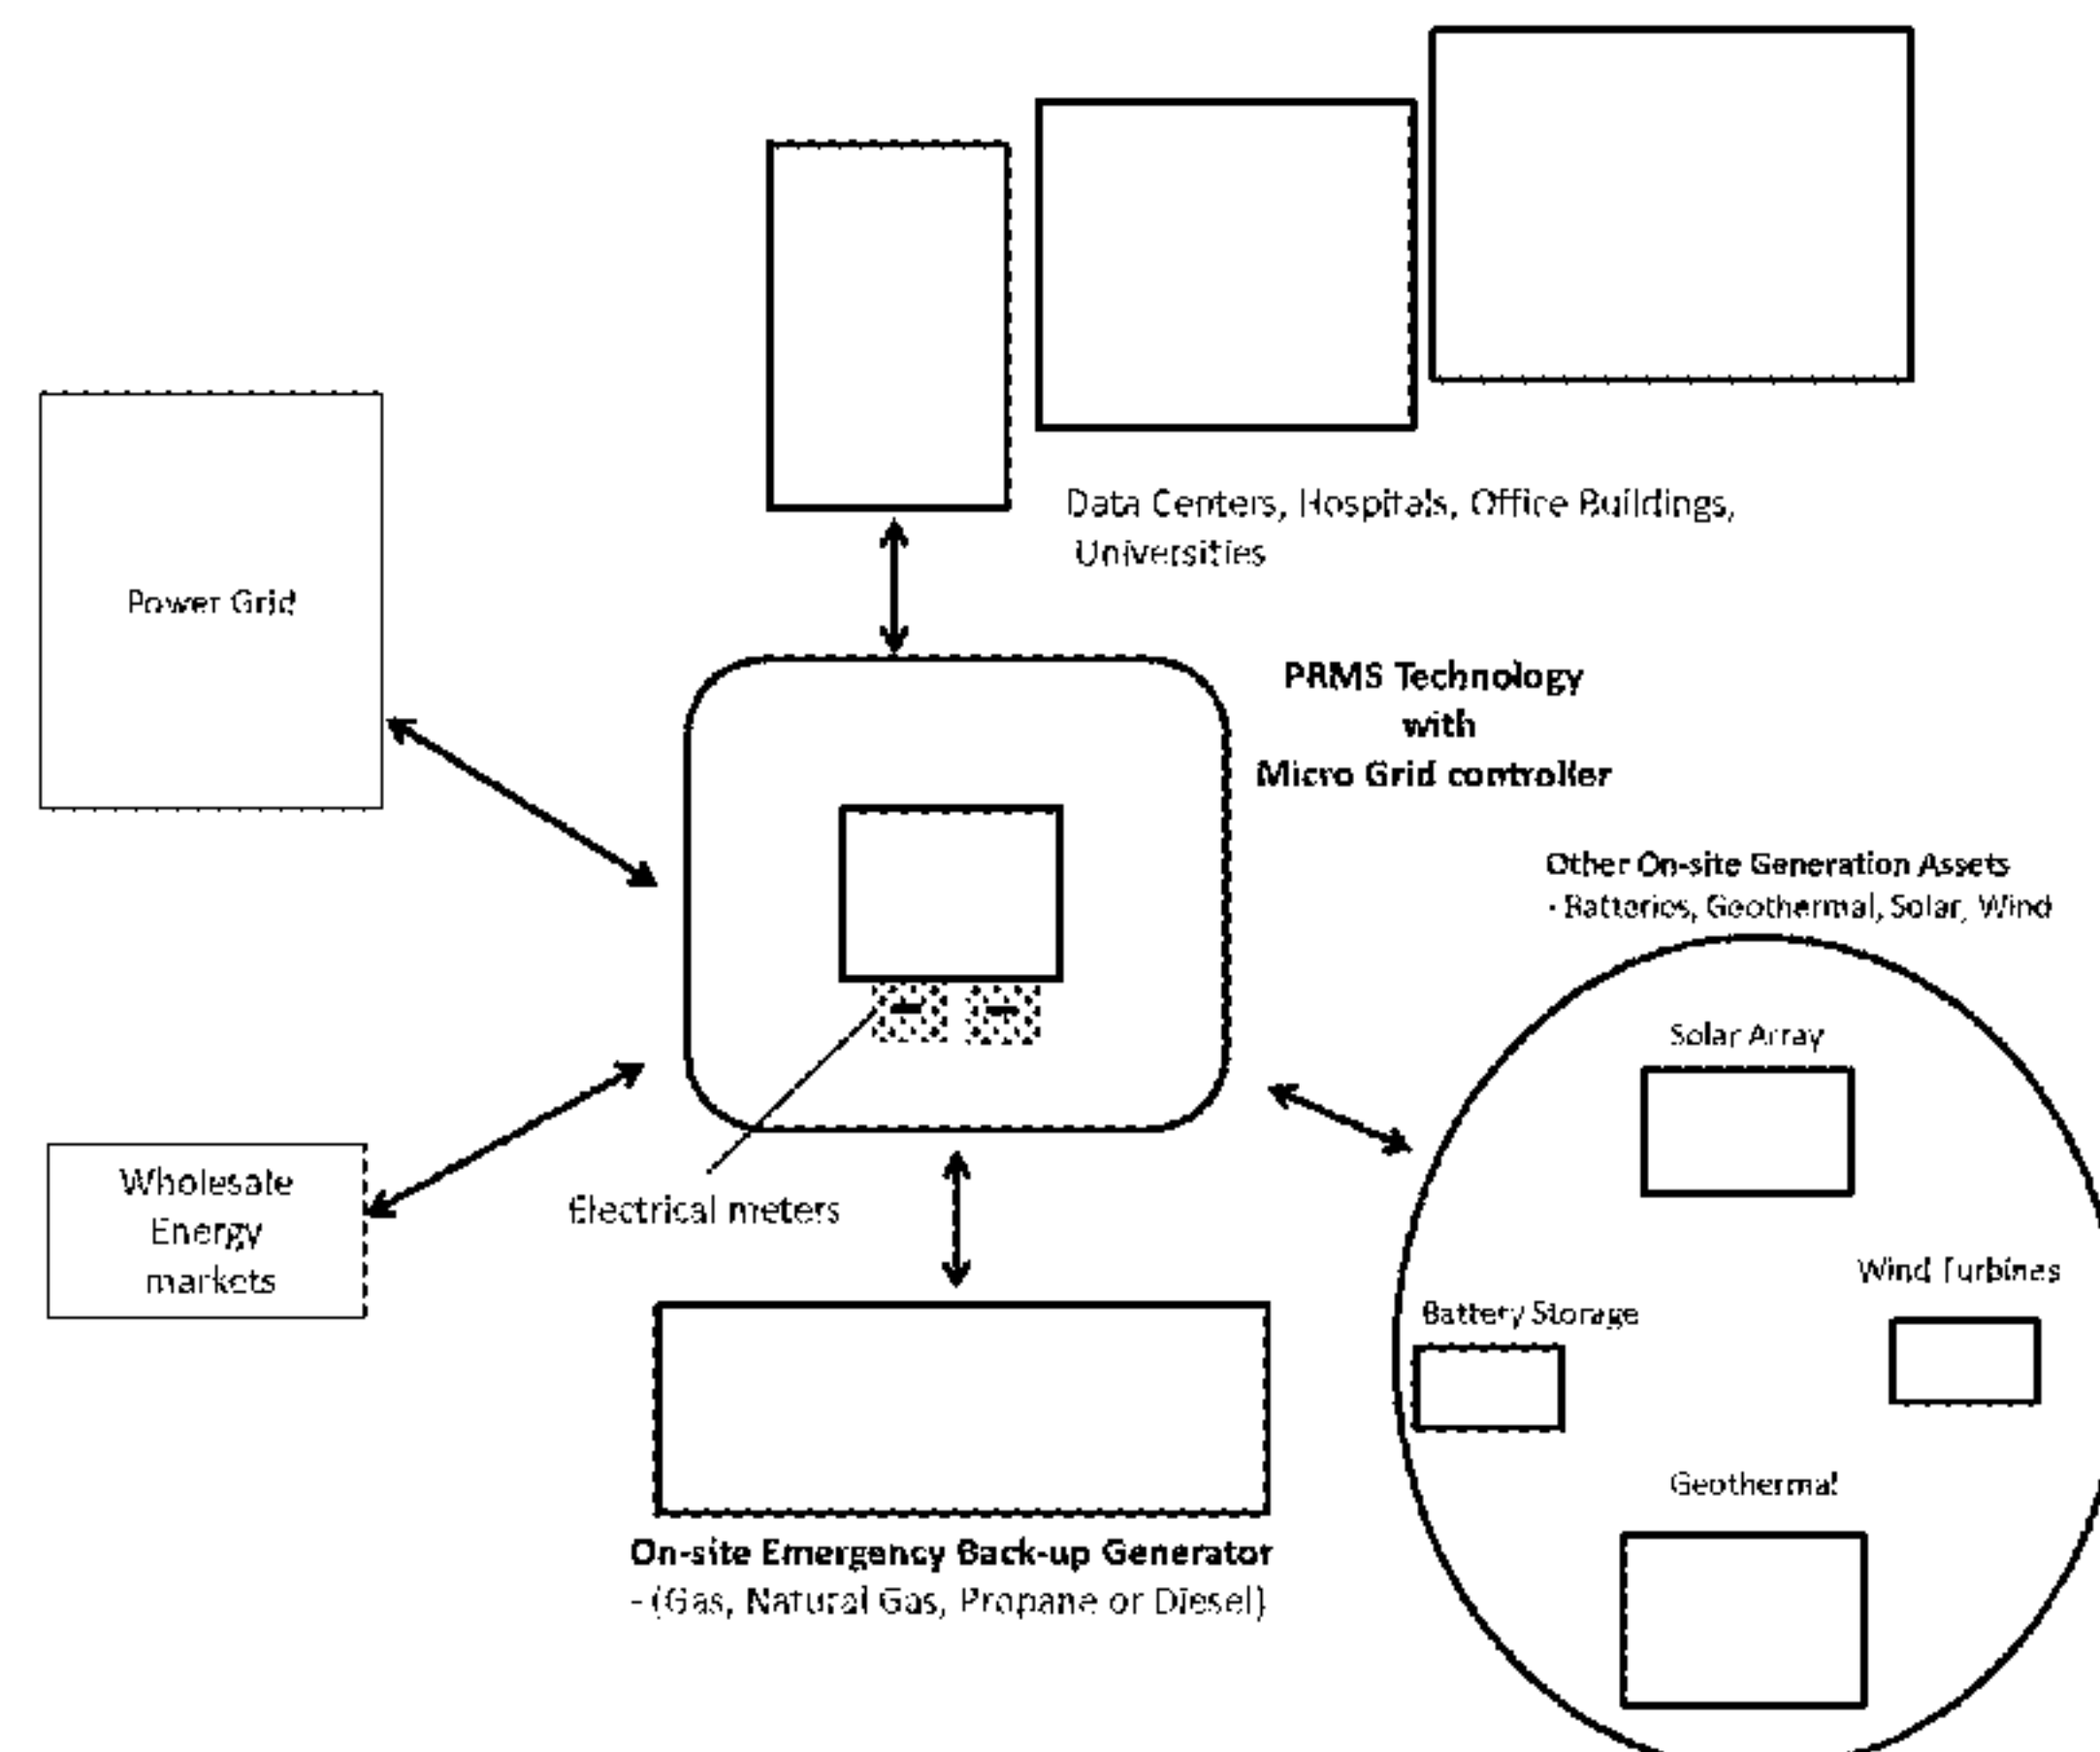 Data Centers, Hospitals, Office Buildings,
Universities
Power Grid
PRMS Technology
with
Micro Grid controller
Other On-site Generation Assets
- Batteries, Geothermal, Solar, Wind
Solar Array
Wholesale
Energy
markets
Electrical meters
Wind Turbines
Battery Storage
Geothermal
On-site Emergency Back-up Generator
- (Gas, Natural Gas, Propane or Diesel)